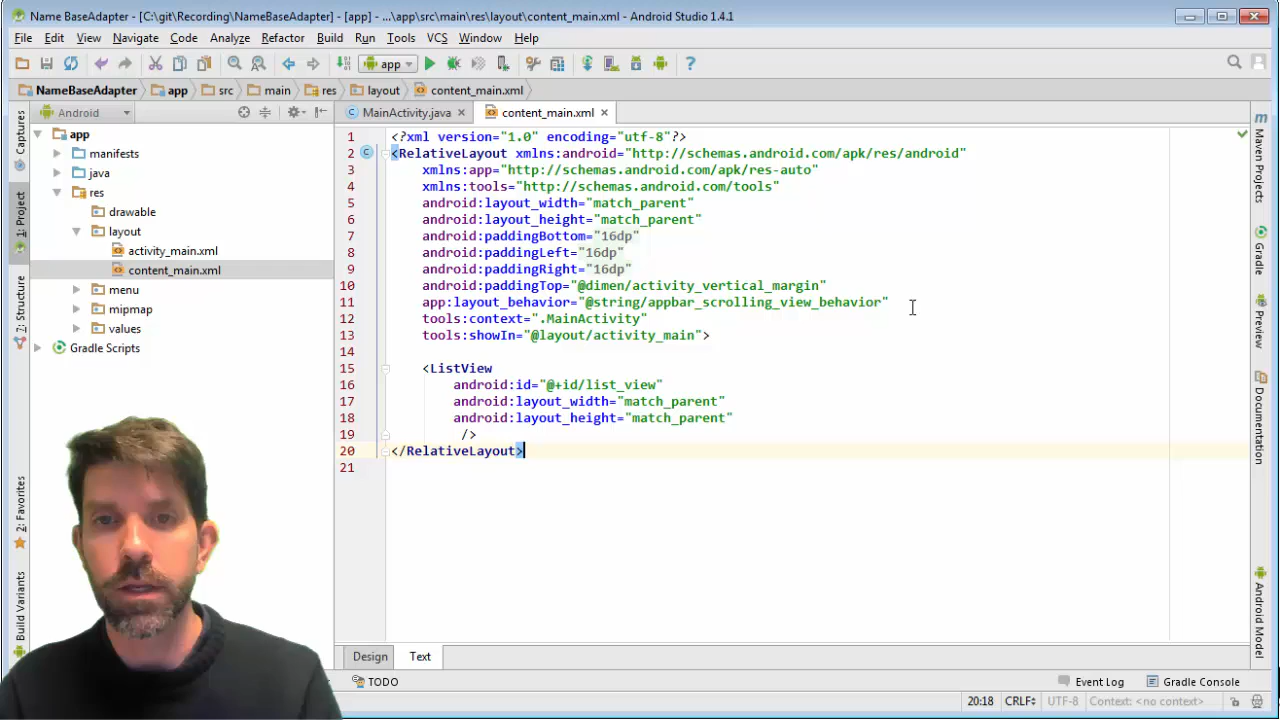 Name BaseAdapter - [C:\git\Recording\NameBaseAdapter] - [app] - ...\app\src\main\res\layout\content_main.xml - Android Studio 1.4.1
File Edit View Navigate Code Analyze Refactor Build Run Tools VCS Window Help
app
NameBaseAdapter app src main res layout content_main.xml
Android
MainActivity.java content_main.xml
Captures
1: Project
7: Structure
2: Favorites
Build Variants
app
manifests
java
res
drawable
layout
activity_main.xml
content_main.xml
menu
mipmap
values
Gradle Scripts
1 <?xml version="1.0" encoding="utf-8"?>
2 <RelativeLayout xmlns:android="http://schemas.android.com/apk/res/android"
3 xmlns:app="http://schemas.android.com/apk/res-auto"
4 xmlns:tools="http://schemas.android.com/tools"
5 android:layout_width="match_parent"
6 android:layout_height="match_parent"
7 android:paddingBottom="16dp"
8 android:paddingLeft="16dp"
9 android:paddingRight="16dp"
10 android:paddingTop="@dimen/activity_vertical_margin"
11 app:layout_behavior="@string/appbar_scrolling_view_behavior"
12 tools:context=".MainActivity"
13 tools:showIn="@layout/activity_main">
14
15 <ListView
16 android:id="@+id/list_view"
17 android:layout_width="match_parent"
18 android:layout_height="match_parent"
19 />
20 </RelativeLayout>
21
Maven Projects
Gradle
Preview
Documentation
Android Model
Design Text
TODO
Event Log Gradle Console
20:18 CRLF UTF-8 Context: <no context>